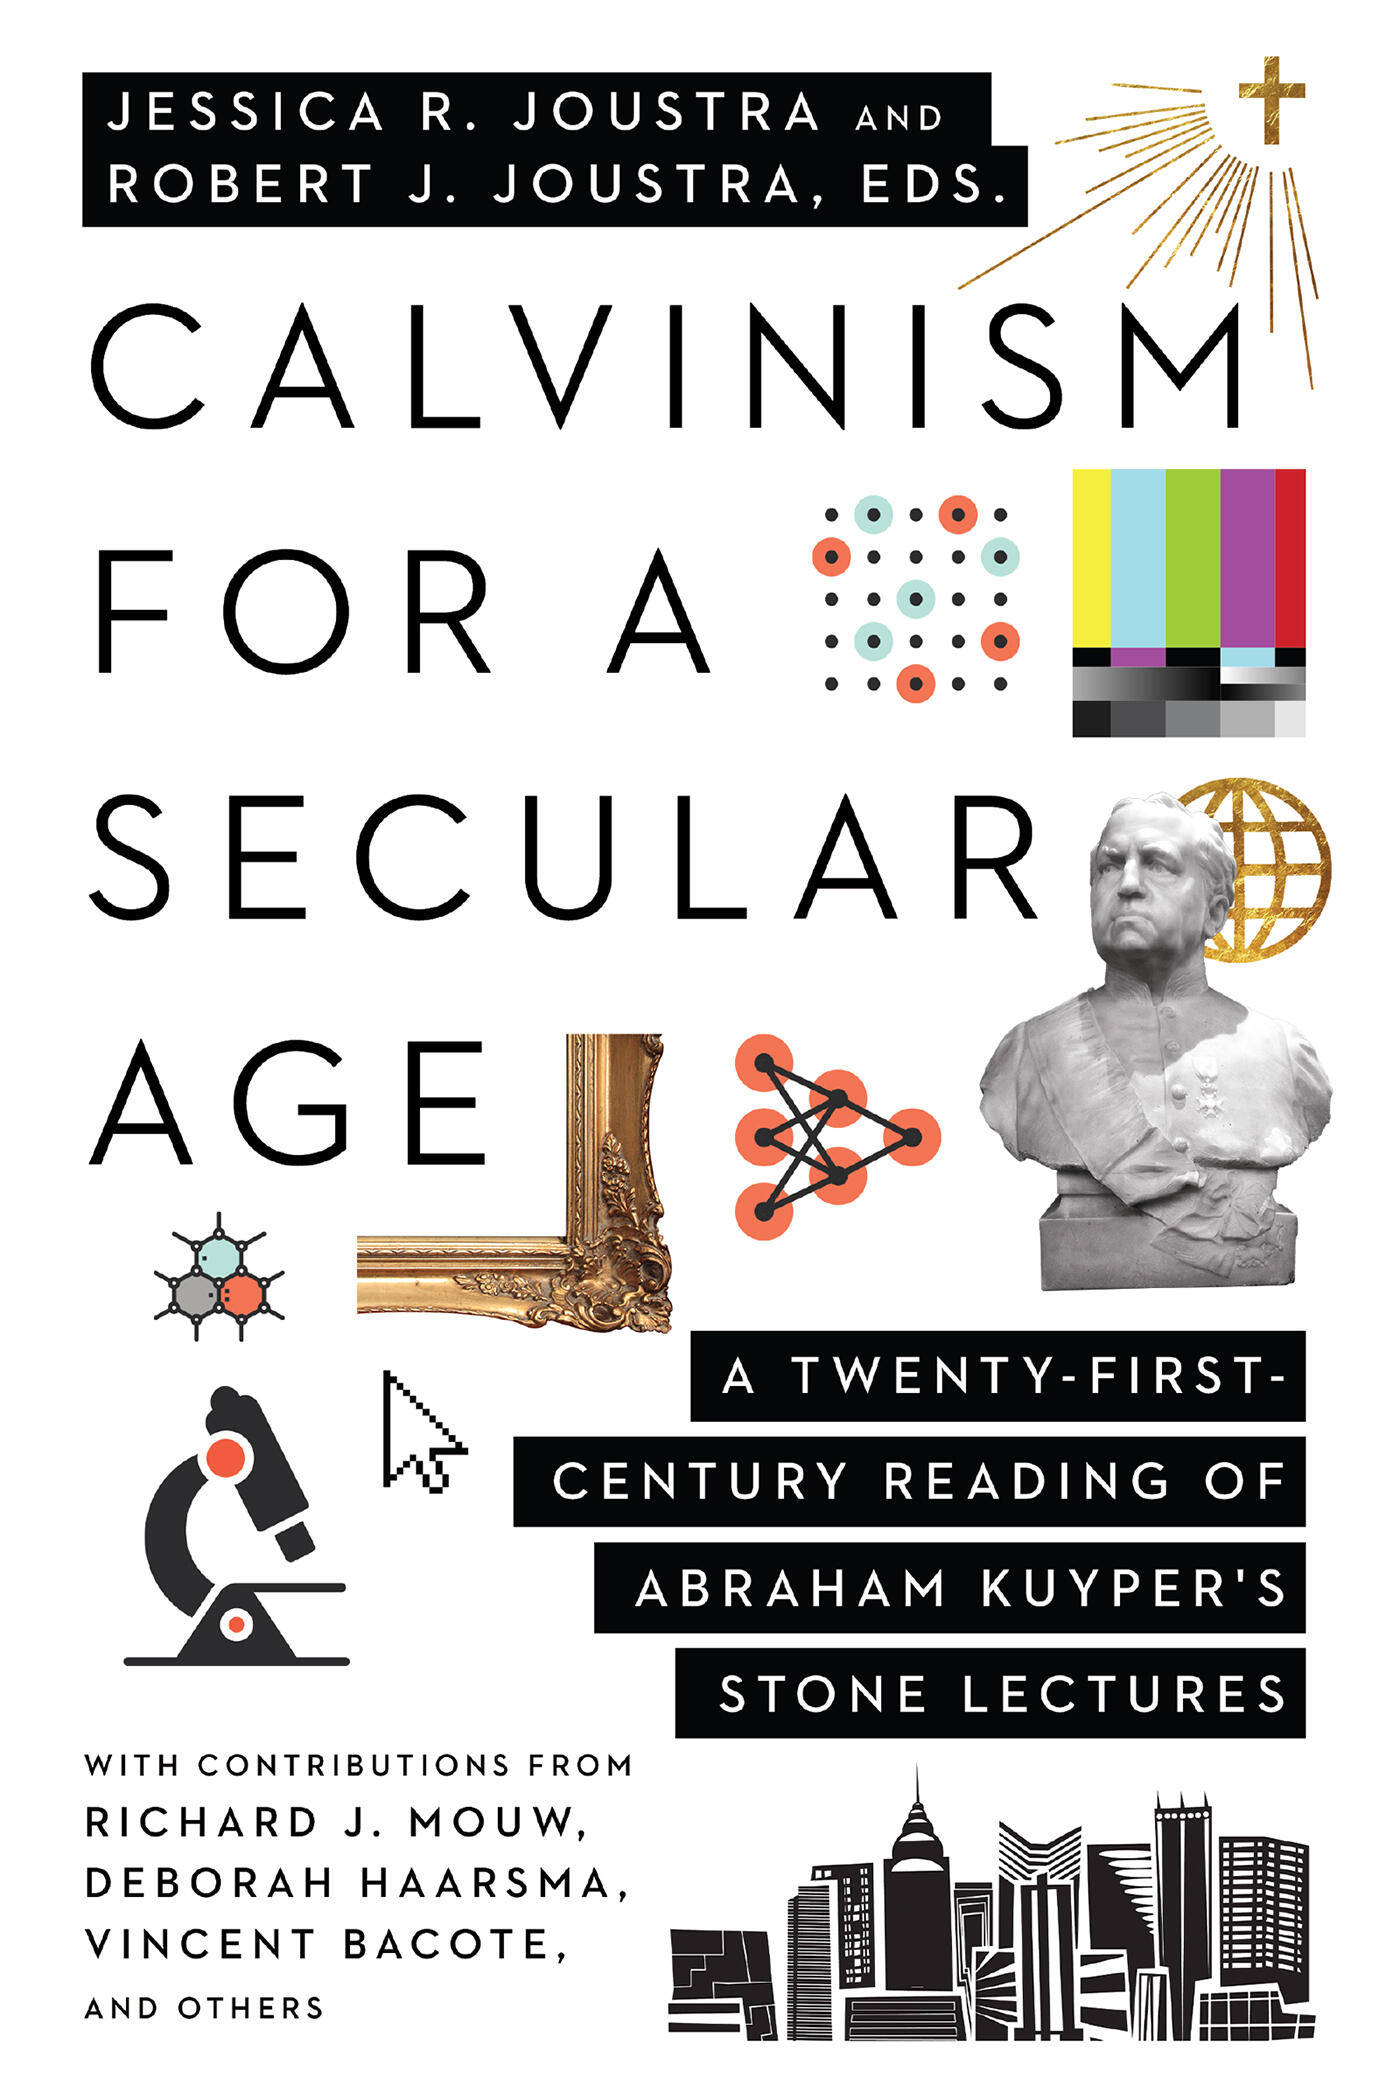 JESSICA R. JOUSTRA AND
ROBERT J. JOUSTRA, EDS.
CALVINISM
FOR A
SECULAR
AGE
A TWENTY-FIRST-
CENTURY READING OF
ABRAHAM KUYPER'S
STONE LECTURES
WITH CONTRIBUTIONS FROM
RICHARD J. MOUW,
DEBORAH HAARSMA,
VINCENT BACOTE,
AND OTHERS